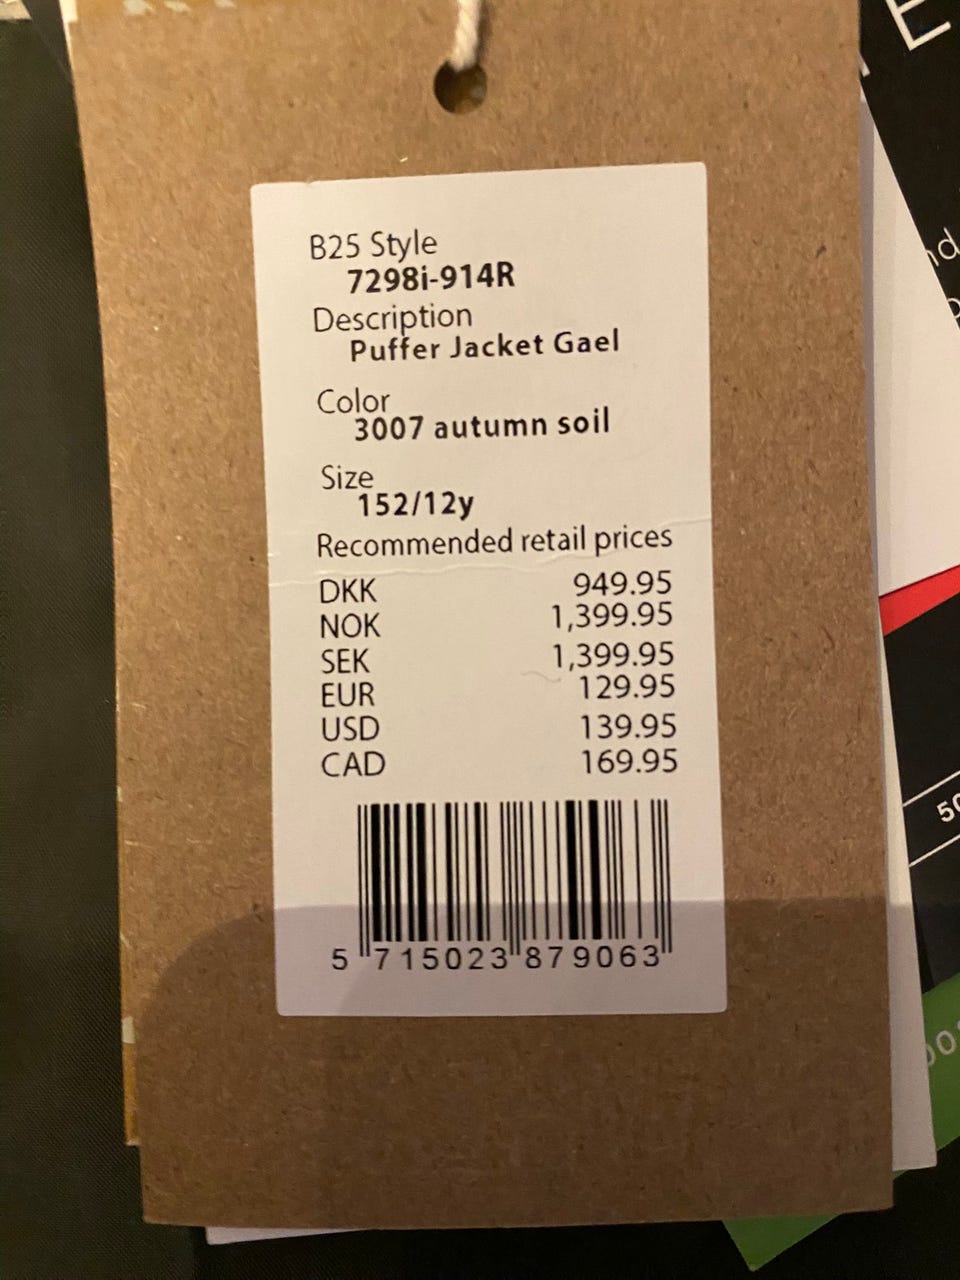 B25 Style
7298i-914R
Description
Puffer Jacket Gael
Color
3007 autumn soil
Size
152/12y
Recommended retail prices
DKK 949.95
NOK 1,399.95
SEK 1,399.95
EUR 129.95
USD 139.95
CAD 169.95
5 715023 879063